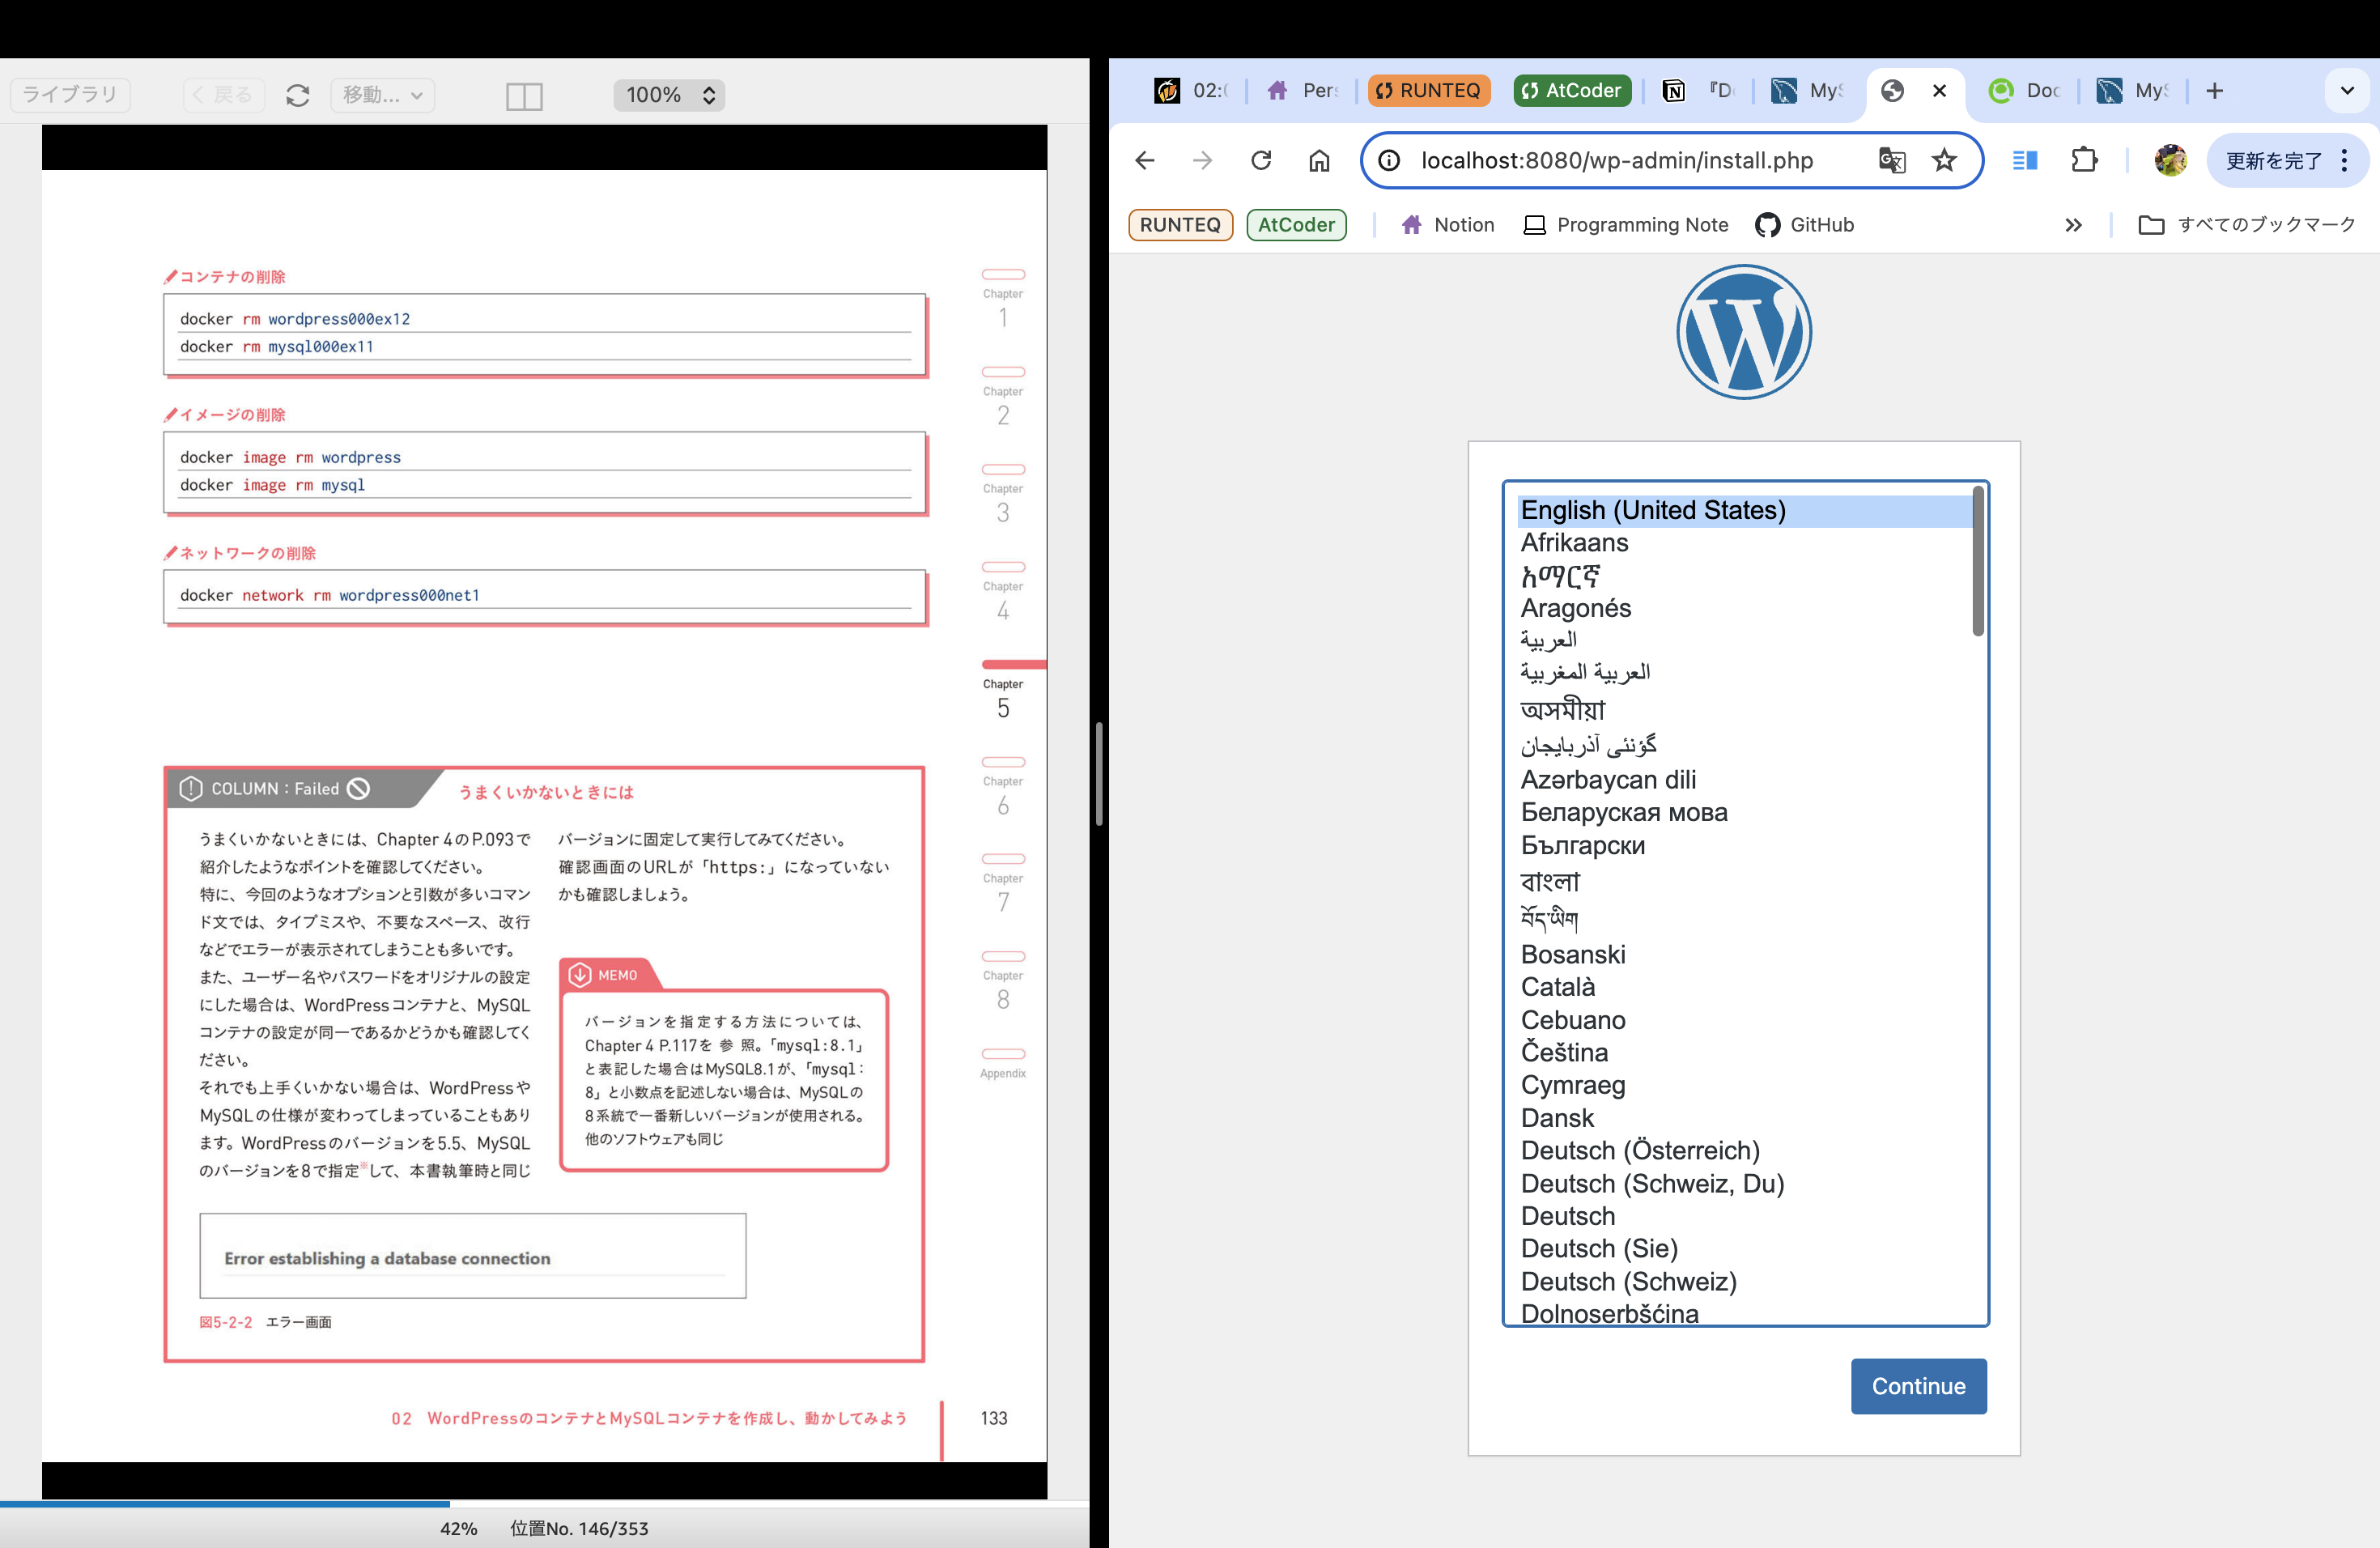 ライブラリ
戻る
移動...
100%
コンテナの削除
docker rm wordpress000ex12
docker rm mysql000ex11
イメージの削除
docker image rm wordpress
docker image rm mysql
ネットワークの削除
docker network rm wordpress000net1
Chapter
1
Chapter
2
Chapter
3
Chapter
4
Chapter
5
Chapter
6
Chapter
7
Chapter
8
Appendix
COLUMN：Failed
うまくいかないときには
うまくいかないときには、Chapter 4のP.093で
紹介したようなポイントを確認してください。
特に、今回のようなオプションと引数が多いコマン
ド文では、タイプミスや、不要なスペース、改行
などでエラーが表示されてしまうことも多いです。
また、ユーザー名やパスワードをオリジナルの設定
にした場合は、WordPressコンテナと、MySQL
コンテナの設定が同一であるかどうかも確認してく
ださい。
それでも上手くいかない場合は、WordPressや
MySQLの仕様が変わってしまっていることもあり
ます。WordPressのバージョンを5.5、MySQL
のバージョンを8で指定※して、本書執筆時と同じ
バージョンに固定して実行してみてください。
確認画面のURLが「https:」になっていない
かも確認しましょう。
MEMO
バージョンを指定する方法については、
Chapter 4 P.117を参照。「mysql:8.1」
と表記した場合はMySQL8.1が、「mysql:
8」と小数点を記述しない場合は、MySQLの
8系統で一番新しいバージョンが使用される。
他のソフトウェアも同じ
Error establishing a database connection
図5-2-2 エラー画面
02 WordPressのコンテナとMySQLコンテナを作成し、動かしてみよう
133
42% 位置No. 146/353
02:
Per
RUNTEQ
AtCoder
『D
My
Doc
My
localhost:8080/wp-admin/install.php
更新を完了
RUNTEQ
AtCoder
Notion
Programming Note
GitHub
すべてのブックマーク
English (United States)
Afrikaans
አማርኛ
Aragonés
العربية
العربية المغربية
অসমীয়া
گؤنئی آذربایجان
Azərbaycan dili
Беларуская мова
Български
বাংলা
བོད་ཡིག
Bosanski
Català
Cebuano
Čeština
Cymraeg
Dansk
Deutsch (Österreich)
Deutsch (Schweiz, Du)
Deutsch
Deutsch (Sie)
Deutsch (Schweiz)
Dolnoserbšćina
Continue